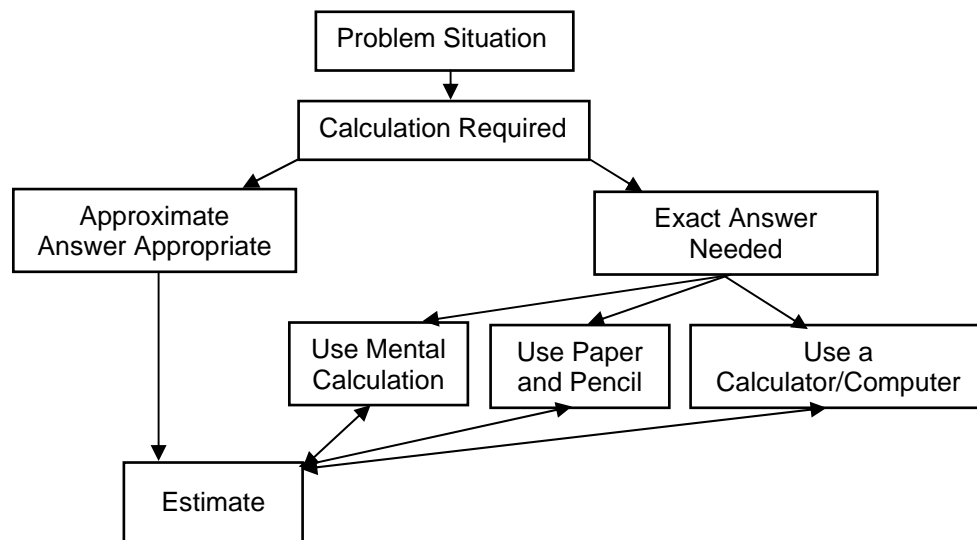 Problem Situation
Calculation Required
Approximate
Answer Appropriate
Exact Answer
Needed
Use Mental
Calculation
Use Paper
and Pencil
Use a
Calculator/Computer
Estimate